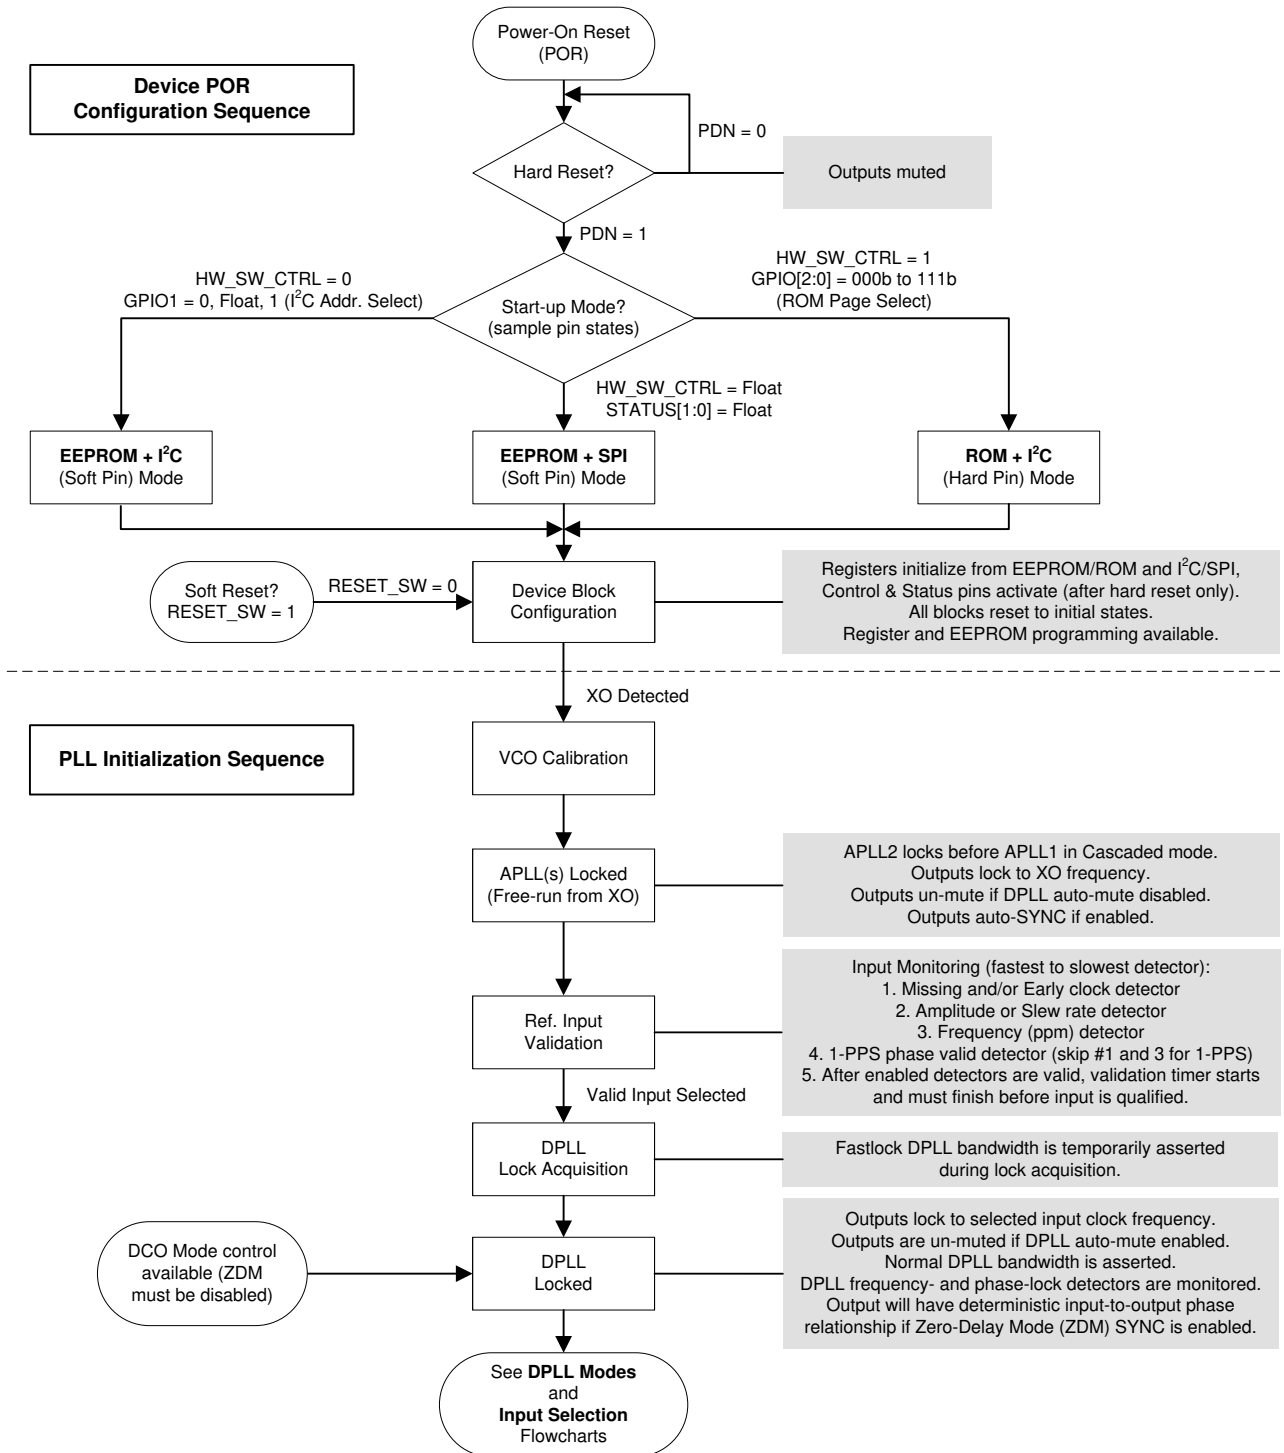 Power-On Reset
(POR)
Device POR
Configuration Sequence
PDN = 0
Hard Reset?
Outputs muted
PDN = 1
HW_SW_CTRL = 0
GPIO1 = 0, Float, 1 (I²C Addr. Select)
HW_SW_CTRL = 1
GPIO[2:0] = 000b to 111b
(ROM Page Select)
Start-up Mode?
(sample pin states)
HW_SW_CTRL = Float
STATUS[1:0] = Float
EEPROM + I²C
(Soft Pin) Mode
EEPROM + SPI
(Soft Pin) Mode
ROM + I²C
(Hard Pin) Mode
Soft Reset?
RESET_SW = 1
RESET_SW = 0
Device Block
Configuration
Registers initialize from EEPROM/ROM and I²C/SPI,
Control & Status pins activate (after hard reset only).
All blocks reset to initial states.
Register and EEPROM programming available.
XO Detected
PLL Initialization Sequence
VCO Calibration
APLL(s) Locked
(Free-run from XO)
APLL2 locks before APLL1 in Cascaded mode.
Outputs lock to XO frequency.
Outputs un-mute if DPLL auto-mute disabled.
Outputs auto-SYNC if enabled.
Ref. Input
Validation
Input Monitoring (fastest to slowest detector):
1. Missing and/or Early clock detector
2. Amplitude or Slew rate detector
3. Frequency (ppm) detector
4. 1-PPS phase valid detector (skip #1 and 3 for 1-PPS)
5. After enabled detectors are valid, validation timer starts
and must finish before input is qualified.
Valid Input Selected
DPLL
Lock Acquisition
Fastlock DPLL bandwidth is temporarily asserted
during lock acquisition.
DCO Mode control
available (ZDM
must be disabled)
DPLL
Locked
Outputs lock to selected input clock frequency.
Outputs are un-muted if DPLL auto-mute enabled.
Normal DPLL bandwidth is asserted.
DPLL frequency- and phase-lock detectors are monitored.
Output will have deterministic input-to-output phase
relationship if Zero-Delay Mode (ZDM) SYNC is enabled.
See DPLL Modes
and
Input Selection
Flowcharts